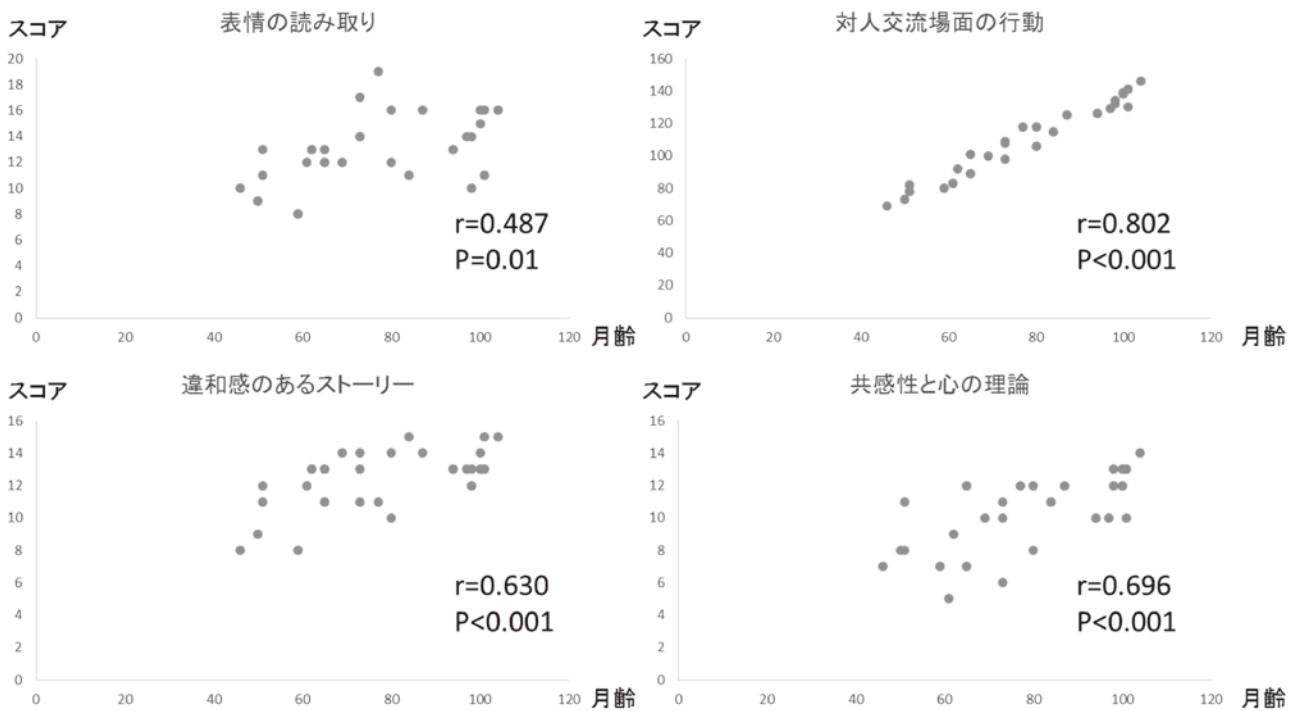 スコア
表情の読み取り
20
18
16
14
12
10
8
6
4
2
0
r=0.487
P=0.01
0 20 40 60 80 100 120 月齢
スコア
対人交流場面の行動
160
140
120
100
80
60
40
20
0
r=0.802
P<0.001
0 20 40 60 80 100 120 月齢
スコア
違和感のあるストーリー
16
14
12
10
8
6
4
2
0
r=0.630
P<0.001
0 20 40 60 80 100 120 月齢
スコア
共感性と心の理論
16
14
12
10
8
6
4
2
0
r=0.696
P<0.001
0 20 40 60 80 100 120 月齢